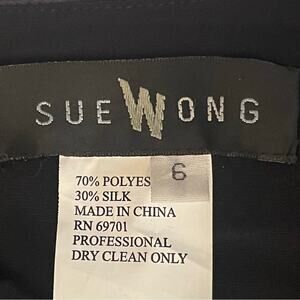 SUE WONG
6
70% POLYES
30% SILK
MADE IN CHINA
RN 69701
PROFESSIONAL
DRY CLEAN ONLY